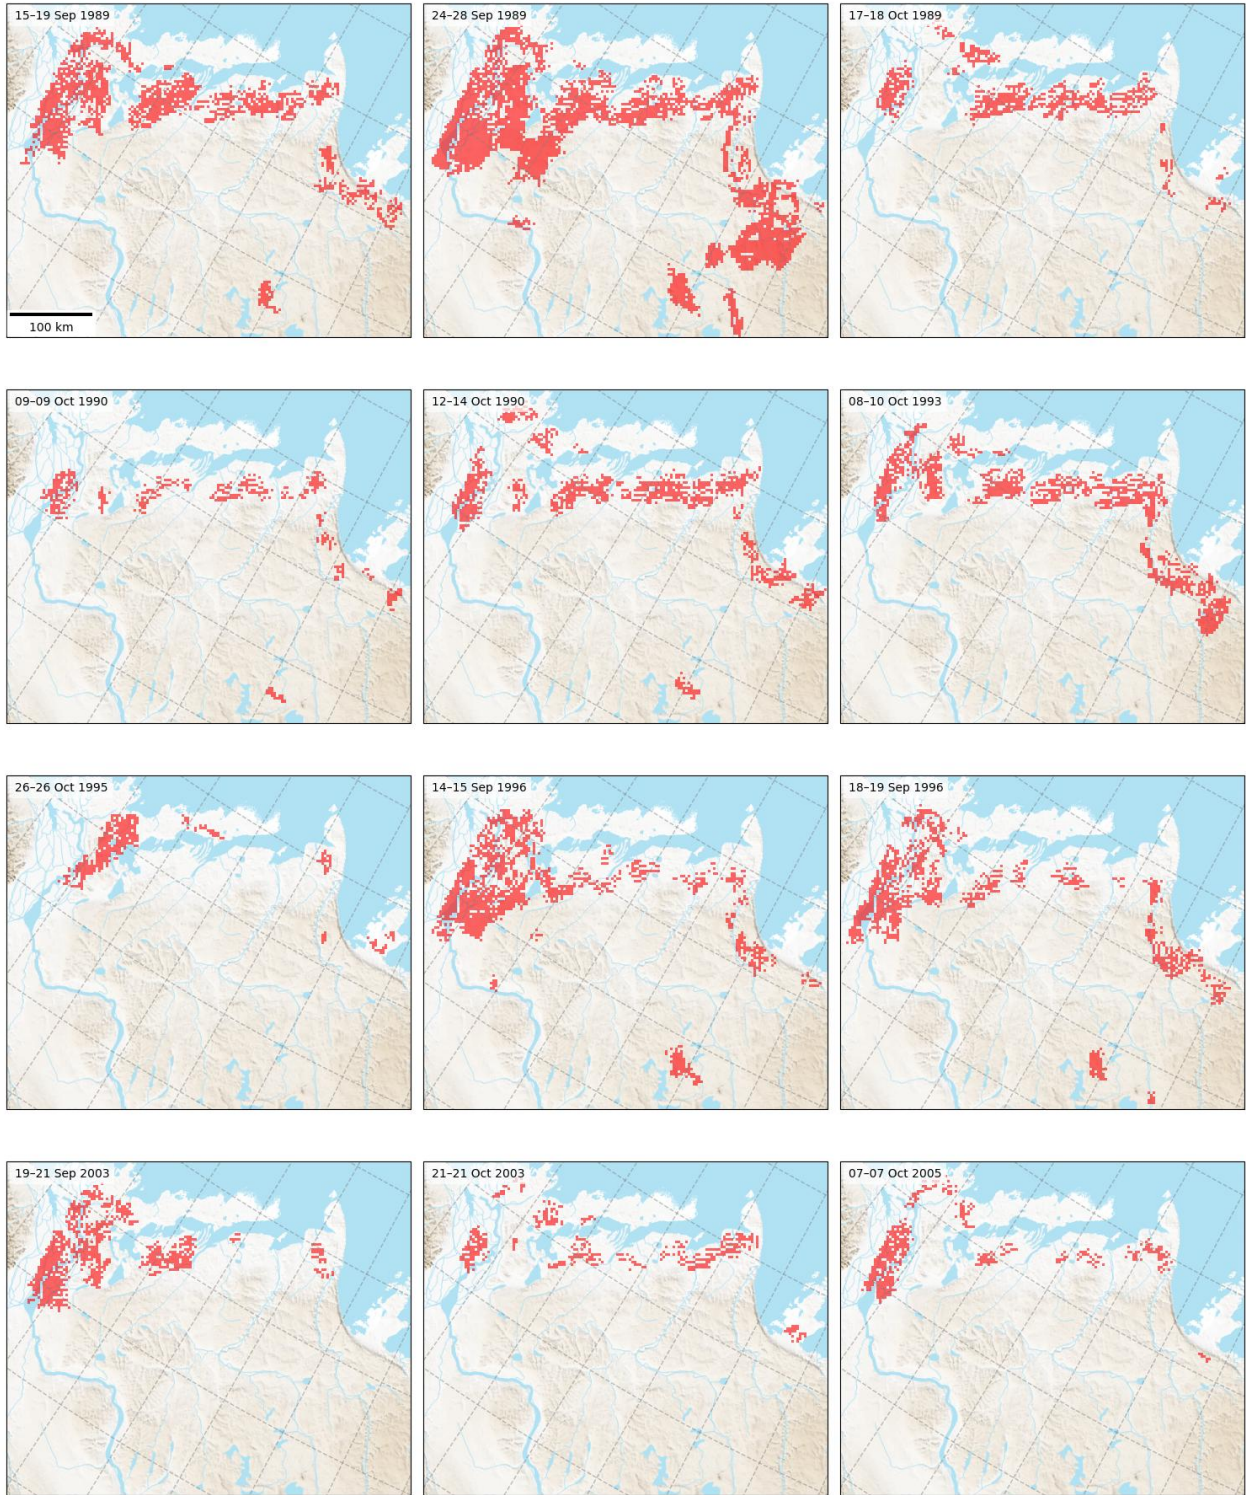 15–19 Sep 1989
24–28 Sep 1989
17–18 Oct 1989
100 km
09–09 Oct 1990
12–14 Oct 1990
08–10 Oct 1993
26–26 Oct 1995
14–15 Sep 1996
18–19 Sep 1996
19–21 Sep 2003
21–21 Oct 2003
07–07 Oct 2005